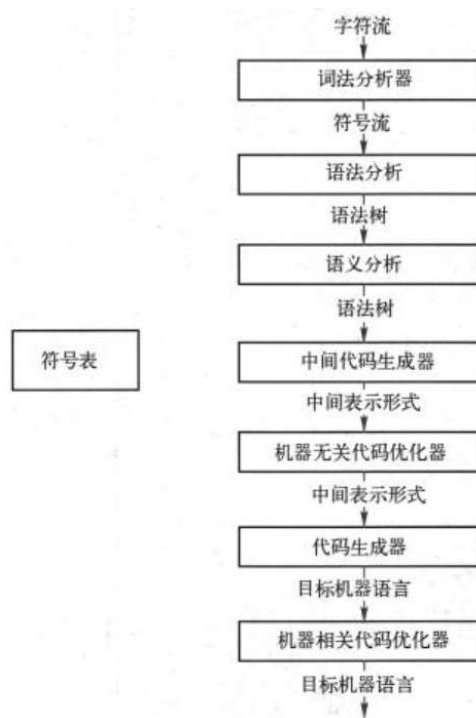 字符流
词法分析器
符号流
语法分析
语法树
语义分析
语法树
符号表
中间代码生成器
中间表示形式
机器无关代码优化器
中间表示形式
代码生成器
目标机器语言
机器相关代码优化器
目标机器语言